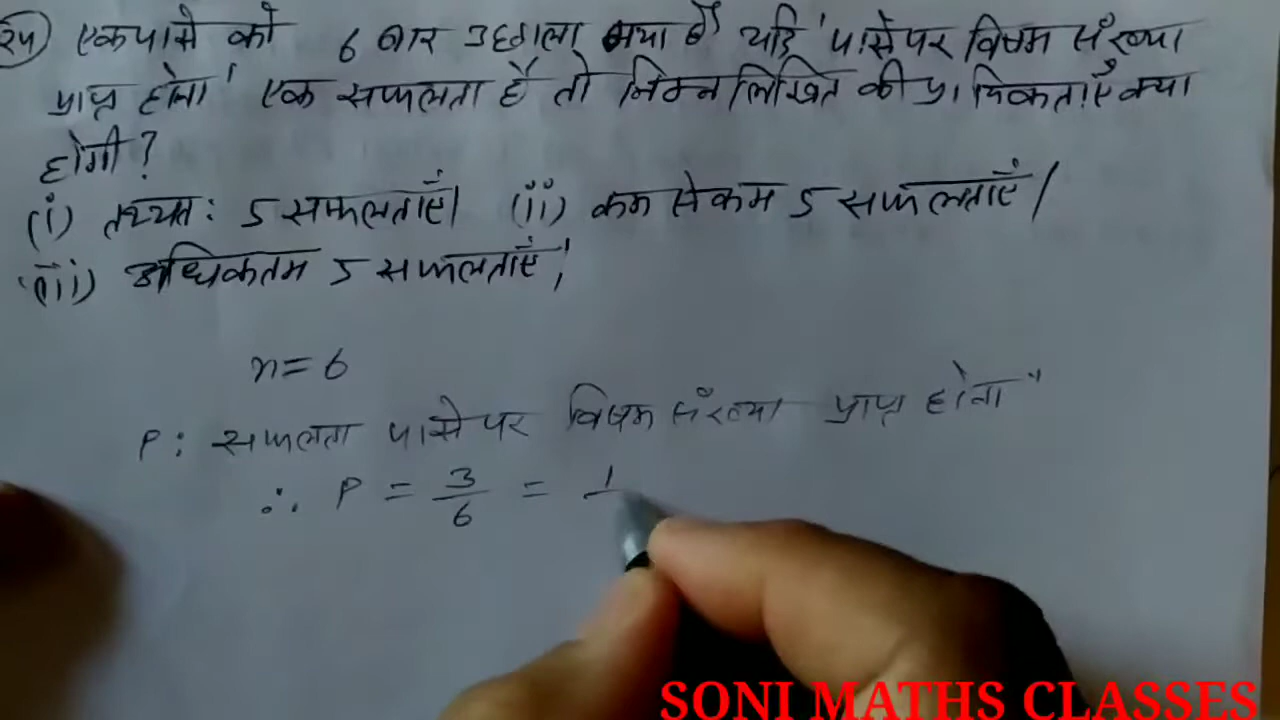 २५) एक पासे को 6 बार उछाला गया है यदि 'पासे पर विषम संख्या
प्राप्त होना' एक सफलता है तो निम्नलिखित की प्रायिकताएँ क्या
होगी?
(i) तथ्यतः 5 सफलताएँ। (ii) कम से कम 5 सफलताएँ।
(iii) अधिकतम 5 सफलताएँ।
n = 6
P : सफलता पासे पर विषम संख्या प्राप्त होना"
∴ P = 3/6 = 1
SONI MATHS CLASSES